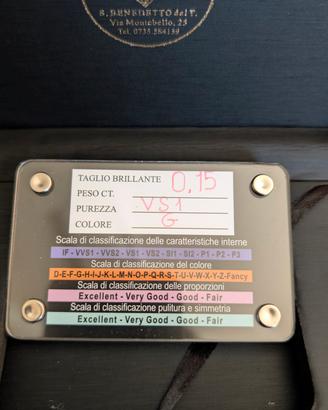 S. BENEDETTO del T.
Via Montebello, 25
Tel. 0735.584139
TAGLIO BRILLANTE 0,15
PESO CT.
PUREZZA VS1
COLORE G
Scala di classificazione delle caratteristiche interne
IF - VVS1 - VVS2 - VS1 - VS2 - SI1 - SI2 - P1 - P2 - P3
Scala di classificazione del colore
D-E-F-G-H-I-J-K-L-M-N-O-P-Q-R-S-T-U-V-W-X-Y-Z-Fancy
Scala di classificazione delle proporzioni
Excellent - Very Good - Good - Fair
Scala di classificazione pulitura e simmetria
Excellent - Very Good - Good - Fair